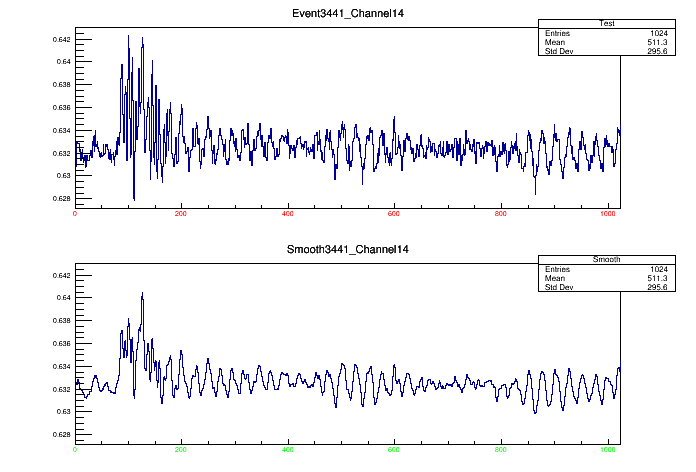 Event3441_Channel14
Test
Entries 1024
Mean 511.3
Std Dev 295.6
0.642
0.64
0.638
0.636
0.634
0.632
0.63
0.628
0 200 400 600 800 1000
Smooth3441_Channel14
Smooth
Entries 1024
Mean 511.3
Std Dev 295.6
0.642
0.64
0.638
0.636
0.634
0.632
0.63
0.628
0 200 400 600 800 1000